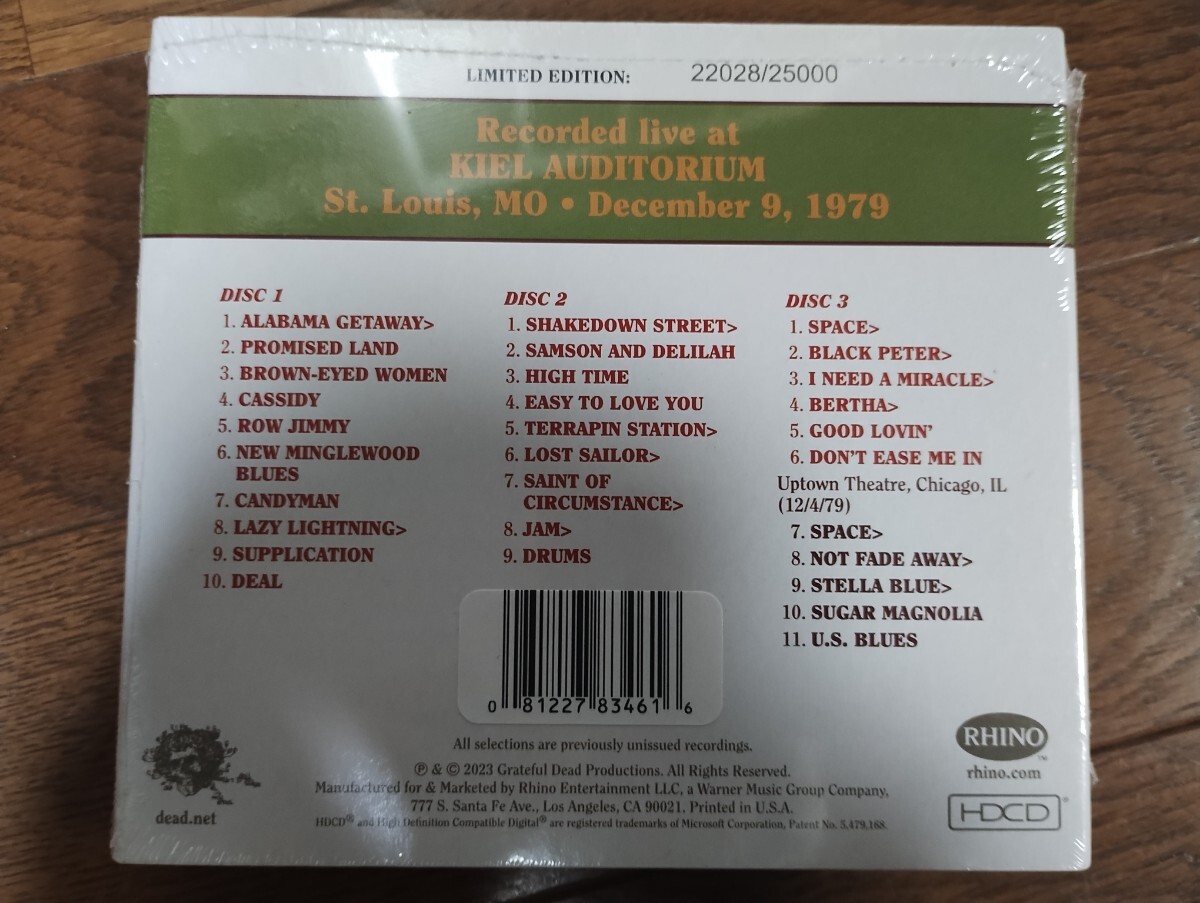 LIMITED EDITION: 22028/25000
Recorded live at
KIEL AUDITORIUM
St. Louis, MO • December 9, 1979
DISC 1
1. ALABAMA GETAWAY>
2. PROMISED LAND
3. BROWN-EYED WOMEN
4. CASSIDY
5. ROW JIMMY
6. NEW MINGLEWOOD
BLUES
7. CANDYMAN
8. LAZY LIGHTNING>
9. SUPPLICATION
10. DEAL
DISC 2
1. SHAKEDOWN STREET>
2. SAMSON AND DELILAH
3. HIGH TIME
4. EASY TO LOVE YOU
5. TERRAPIN STATION>
6. LOST SAILOR>
7. SAINT OF
CIRCUMSTANCE>
8. JAM>
9. DRUMS
DISC 3
1. SPACE>
2. BLACK PETER>
3. I NEED A MIRACLE>
4. BERTHA>
5. GOOD LOVIN'
6. DON'T EASE ME IN
Uptown Theatre, Chicago, IL
(12/4/79)
7. SPACE>
8. NOT FADE AWAY>
9. STELLA BLUE>
10. SUGAR MAGNOLIA
11. U.S. BLUES
0 81227 83461 6
All selections are previously unissued recordings.
℗ & © 2023 Grateful Dead Productions. All Rights Reserved.
Manufactured for & Marketed by Rhino Entertainment LLC, a Warner Music Group Company,
777 S. Santa Fe Ave., Los Angeles, CA 90021. Printed in U.S.A.
HDCD® and High Definition Compatible Digital® are registered trademarks of Microsoft Corporation, Patent No. 5,479,168.
dead.net
RHINO™
rhino.com
HDCD®